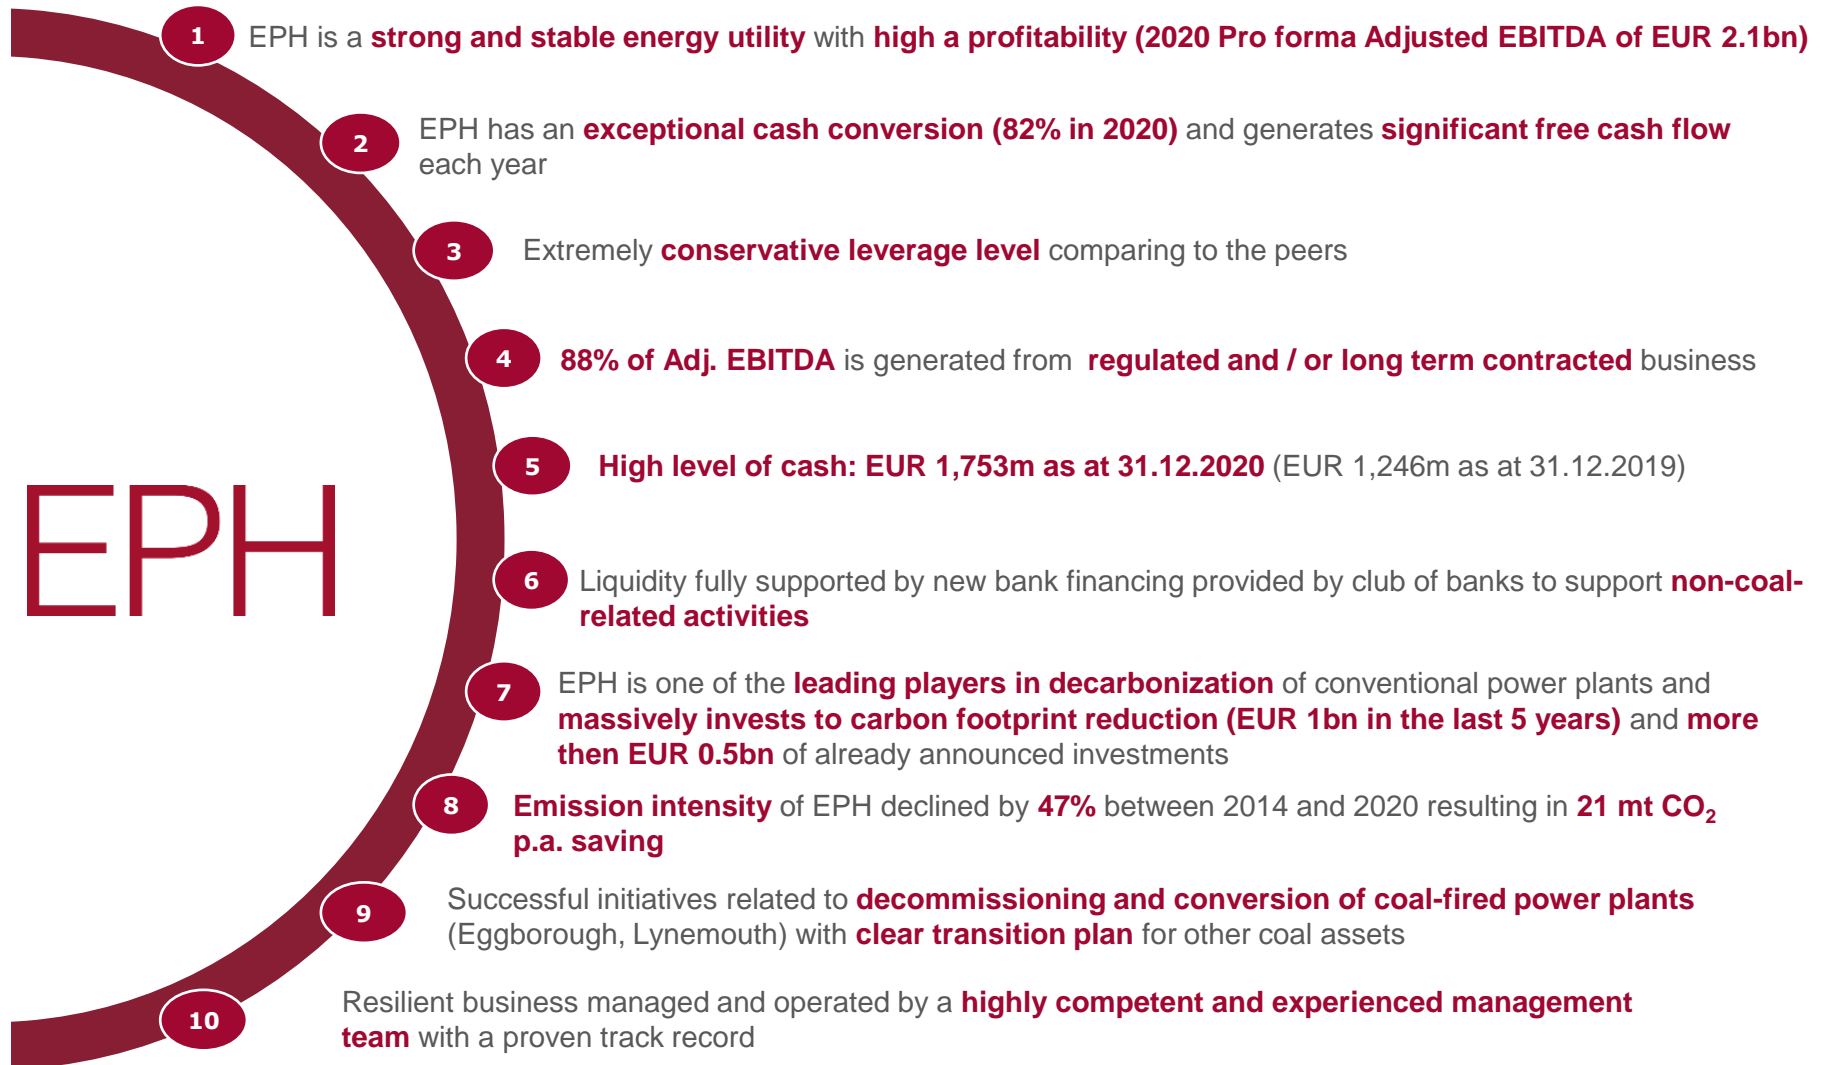 1
EPH is a strong and stable energy utility with high a profitability (2020 Pro forma Adjusted EBITDA of EUR 2.1bn)
2
EPH has an exceptional cash conversion (82% in 2020) and generates significant free cash flow
each year
3
Extremely conservative leverage level comparing to the peers
4
88% of Adj. EBITDA is generated from regulated and / or long term contracted business
5
High level of cash: EUR 1,753m as at 31.12.2020 (EUR 1,246m as at 31.12.2019)
EPH
6
Liquidity fully supported by new bank financing provided by club of banks to support non-coal-
related activities
7
EPH is one of the leading players in decarbonization of conventional power plants and
massively invests to carbon footprint reduction (EUR 1bn in the last 5 years) and more
then EUR 0.5bn of already announced investments
8
Emission intensity of EPH declined by 47% between 2014 and 2020 resulting in 21 mt CO₂
p.a. saving
9
Successful initiatives related to decommissioning and conversion of coal-fired power plants
(Eggborough, Lynemouth) with clear transition plan for other coal assets
10
Resilient business managed and operated by a highly competent and experienced management
team with a proven track record